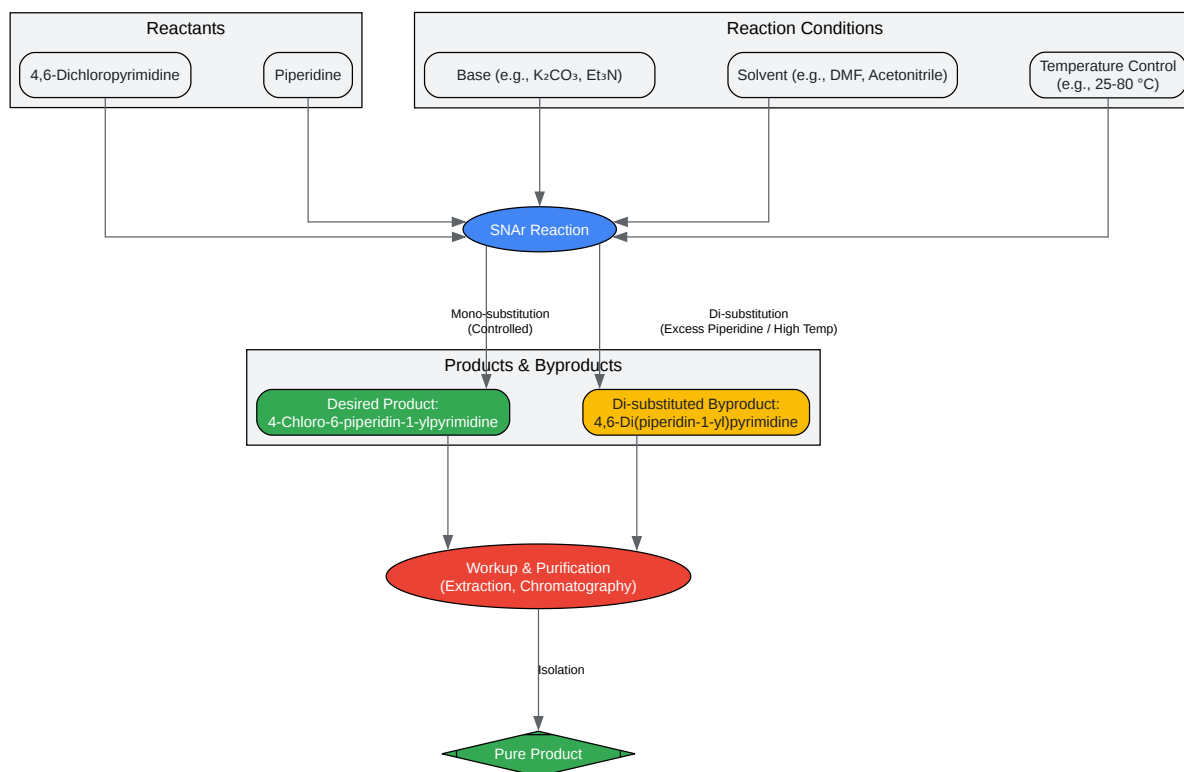 Reactants
Reaction Conditions
4,6-Dichloropyrimidine
Piperidine
Base (e.g., K₂CO₃, Et₃N)
Solvent (e.g., DMF, Acetonitrile)
Temperature Control
(e.g., 25-80 °C)
SNAr Reaction
Mono-substitution
(Controlled)
Di-substitution
(Excess Piperidine / High Temp)
Products & Byproducts
Desired Product:
4-Chloro-6-piperidin-1-ylpyrimidine
Di-substituted Byproduct:
4,6-Di(piperidin-1-yl)pyrimidine
Workup & Purification
(Extraction, Chromatography)
Isolation
Pure Product